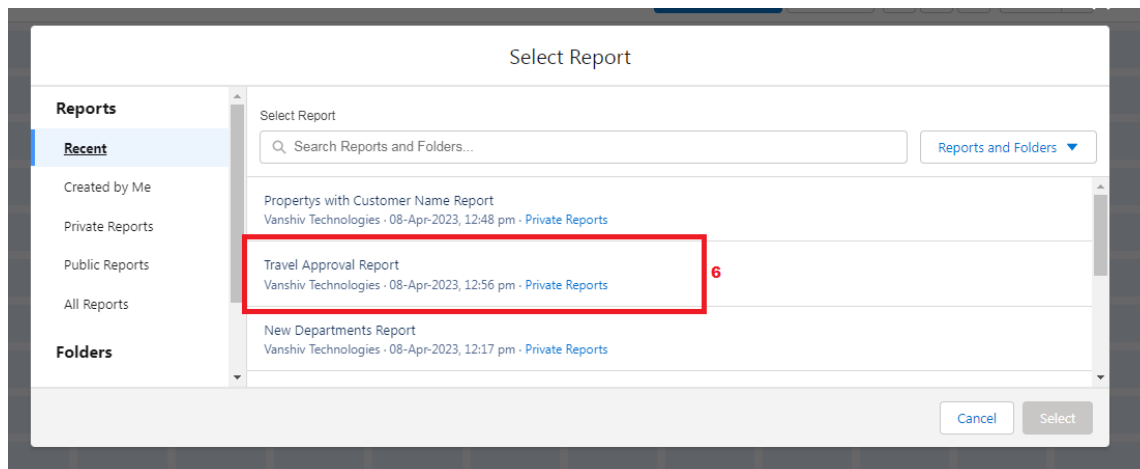 Select Report
Reports
Recent
Created by Me
Private Reports
Public Reports
All Reports
Folders
Select Report
Search Reports and Folders...
Reports and Folders
Propertys with Customer Name Report
Vanshiv Technologies · 08-Apr-2023, 12:48 pm · Private Reports
Travel Approval Report
Vanshiv Technologies · 08-Apr-2023, 12:56 pm · Private Reports
6
New Departments Report
Vanshiv Technologies · 08-Apr-2023, 12:17 pm · Private Reports
Cancel
Select